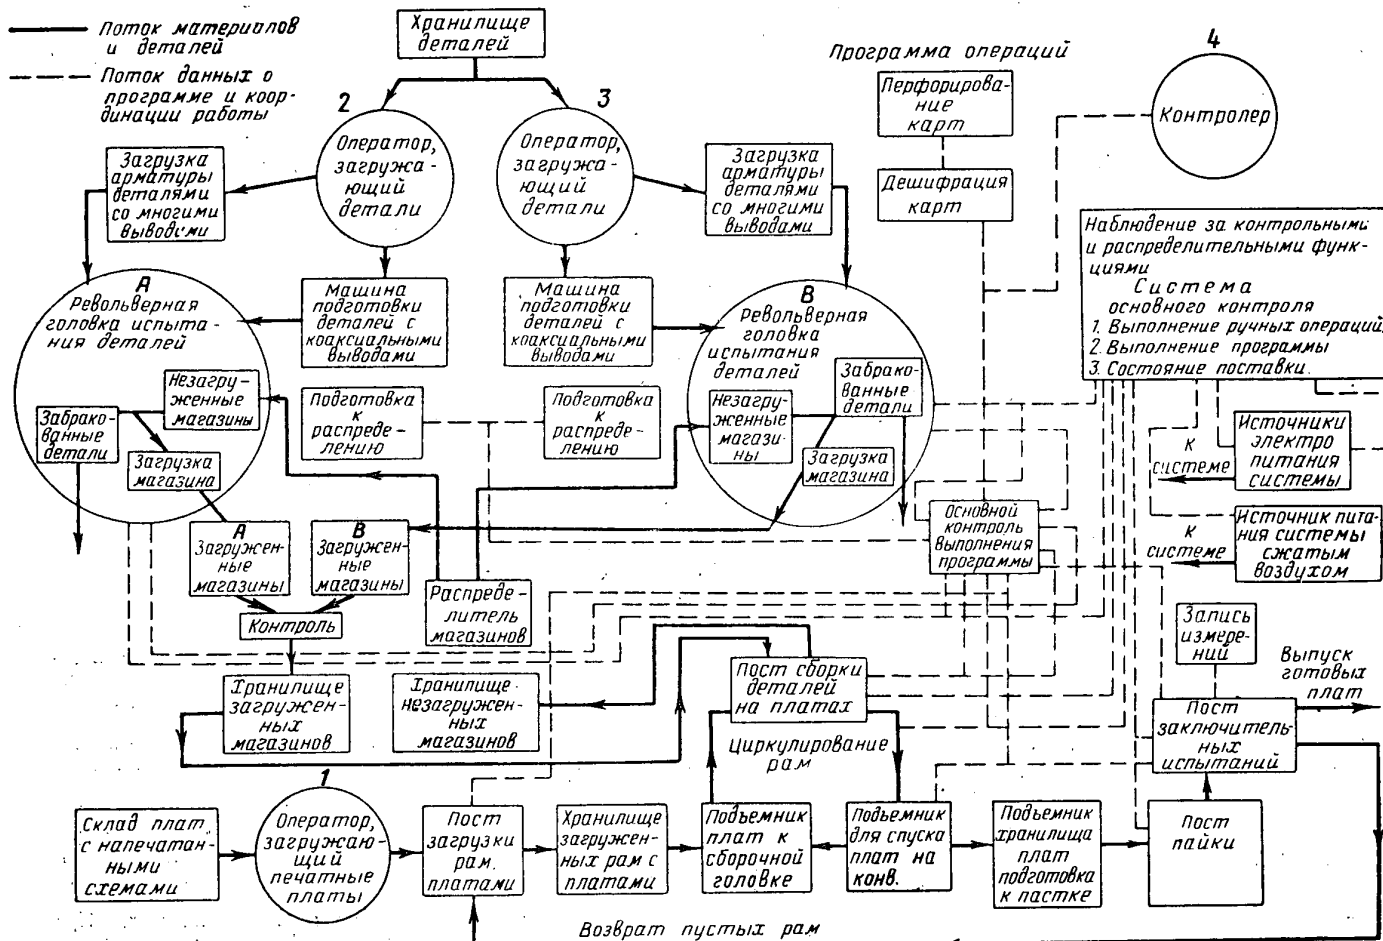 Поток материалов
и деталей
Поток данных о
программе и коор-
динации работы
Хранилище
деталей
Программа операций
4
Перфорирова-
ние
карт
Контролер
2
Оператор,
загружа-
ющий
детали
3
Оператор,
загружа-
ющий
детали
Загрузка
арматуры
деталями
со многими
выводами
Загрузка
арматуры
деталями
со многими
выводами
Дешифрация
карт
Наблюдение за контрольными
и распределительными функ-
циями
Система
основного контроля
1. Выполнение ручных операций
2. Выполнение программы
3. Состояние поставки.
А
Револьверная
головка испыта-
ния деталей
Машина
подготовки
деталей с
коаксиальными
выводами
Машина
подготовки
деталей с
коаксиальными
выводами
В
Револьверная
головка
испытания
деталей
Незагру-
женные
магазины
Забрако-
ванные
детали
Загрузка
магазина
Подготовка
к
распреде-
лению
Подготовка
к
распреде-
лению
Забрако-
ванные
детали
Незагру-
женные
магази-
ны
Загрузка
магазина
К
системе
Источники
электро
питания
системы
К
системе
Источник пита-
ния системы
сжатым
воздухом
Основной
контроль
выполнения
программы
А
Загружен-
ные
магазины
В
Загружен-
ные
магазины
Распреде-
литель
магазинов
Контроль
Запись
измере-
ний
Выпуск
готовых
плат
Хранилище
загружен-
ных
магазинов
Хранилище
незагружен-
ных
магазинов
Пост сборки
деталей
на платах
Пост
заключитель-
ных
испытаний
Циркулирование
рам
1
Склад плат
с напечатан-
ными
схемами
Оператор,
загружаю-
щий
печатные
платы
Пост
загрузки
рам
платами
Хранилище
загружен-
ных рам с
платами
Подъемник
плат к
сборочной
головке
Подъемник
для спуска
плат на
конв.
Подъемник
хранилища
плат
подготовка
к пастке
Пост
пайки
Возврат пустых рам